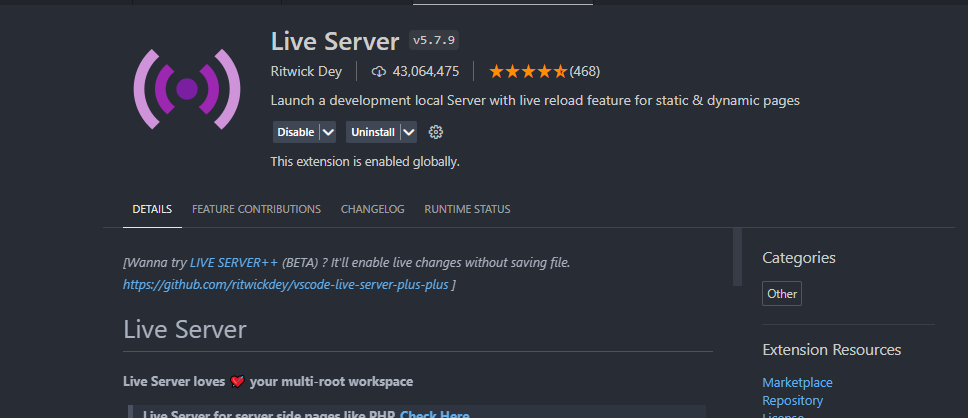 Live Server v5.7.9
Ritwick Dey 43,064,475 (468)
Launch a development local Server with live reload feature for static & dynamic pages
Disable Uninstall
This extension is enabled globally.
DETAILS FEATURE CONTRIBUTIONS CHANGELOG RUNTIME STATUS
[Wanna try LIVE SERVER++ (BETA) ? It'll enable live changes without saving file.
https://github.com/ritwickdey/vscode-live-server-plus-plus ]
Live Server
Live Server loves your multi-root workspace
Live Server for server side pages like PHP. Check Here
Categories
Other
Extension Resources
Marketplace
Repository
License